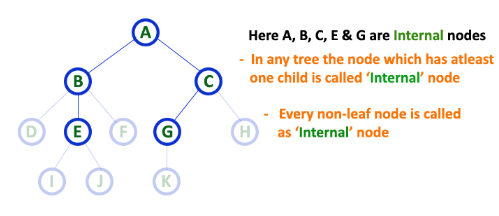 A
Here A, B, C, E & G are Internal nodes
- In any tree the node which has atleast
one child is called ‘Internal’ node
B
C
- Every non-leaf node is called
as ‘Internal’ node
D
E
F
G
H
I
J
K